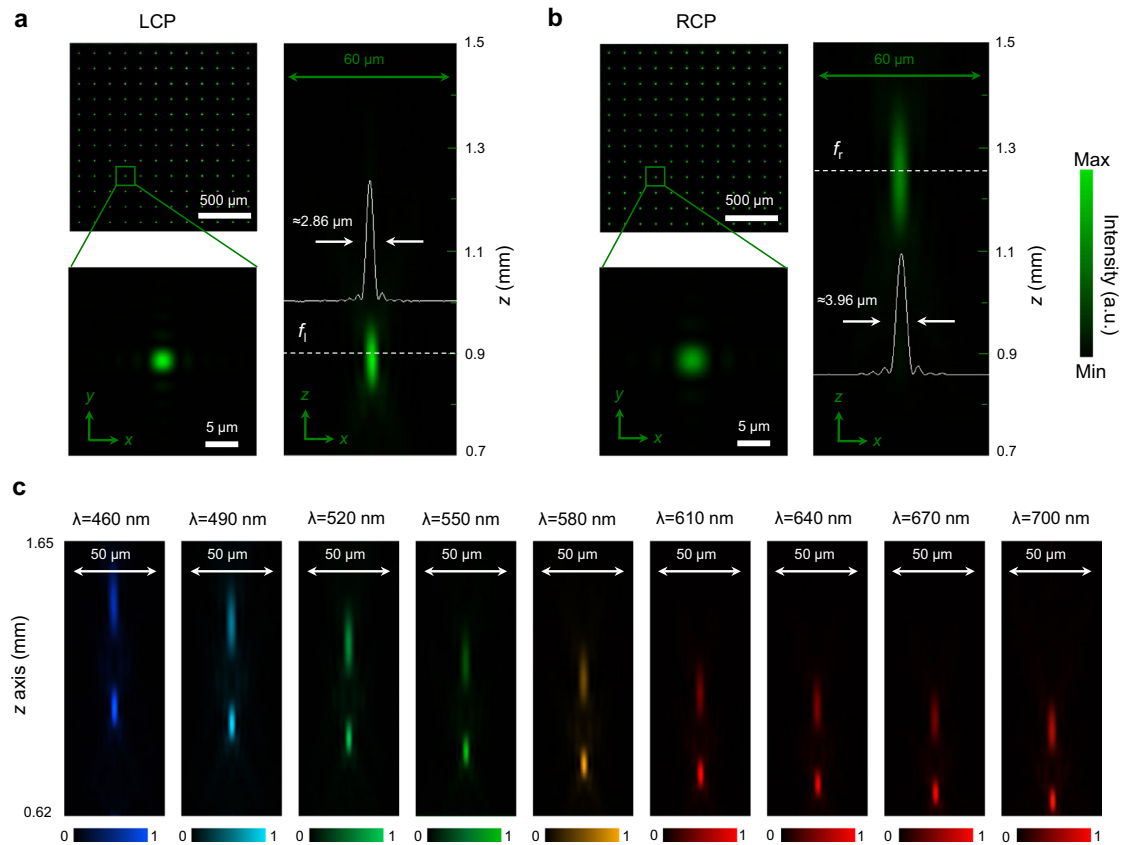 a
LCP
500 µm
y
x
5 µm
60 µm
≈2.86 µm
fl
z
x
1.5
1.3
1.1
0.9
0.7
z (mm)
b
RCP
500 µm
y
x
5 µm
60 µm
fr
≈3.96 µm
z
x
1.5
1.3
1.1
0.9
0.7
z (mm)
Max
Intensity (a.u.)
Min
c
λ=460 nm λ=490 nm λ=520 nm λ=550 nm λ=580 nm λ=610 nm λ=640 nm λ=670 nm λ=700 nm
1.65
50 µm 50 µm 50 µm 50 µm 50 µm 50 µm 50 µm 50 µm 50 µm
z axis (mm)
0.62
0 1 0 1 0 1 0 1 0 1 0 1 0 1 0 1 0 1